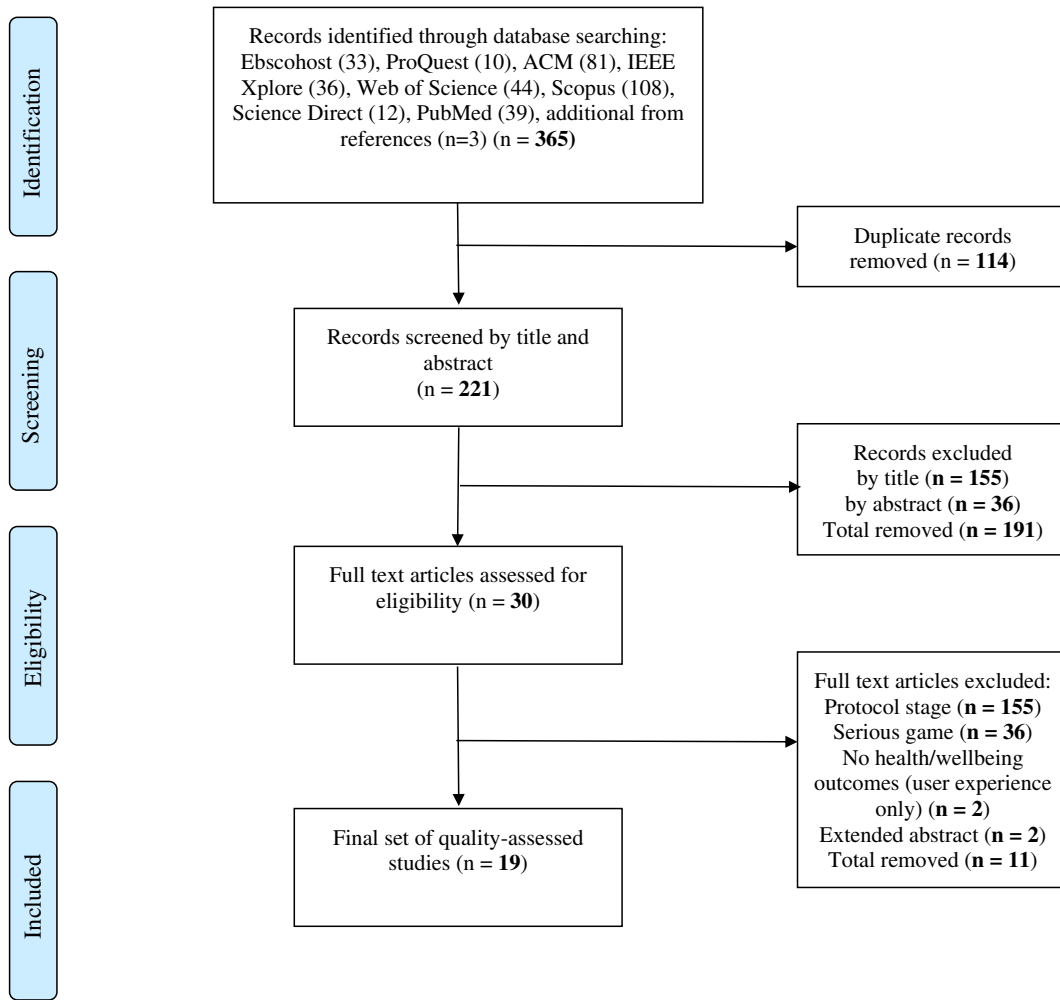 Identification
Records identified through database searching:
Ebscohost (33), ProQuest (10), ACM (81), IEEE
Xplore (36), Web of Science (44), Scopus (108),
Science Direct (12), PubMed (39), additional from
references (n=3) (n = 365)
Duplicate records
removed (n = 114)
Screening
Records screened by title and
abstract
(n = 221)
Records excluded
by title (n = 155)
by abstract (n = 36)
Total removed (n = 191)
Eligibility
Full text articles assessed for
eligibility (n = 30)
Full text articles excluded:
Protocol stage (n = 155)
Serious game (n = 36)
No health/wellbeing
outcomes (user experience
only) (n = 2)
Extended abstract (n = 2)
Total removed (n = 11)
Included
Final set of quality-assessed
studies (n = 19)